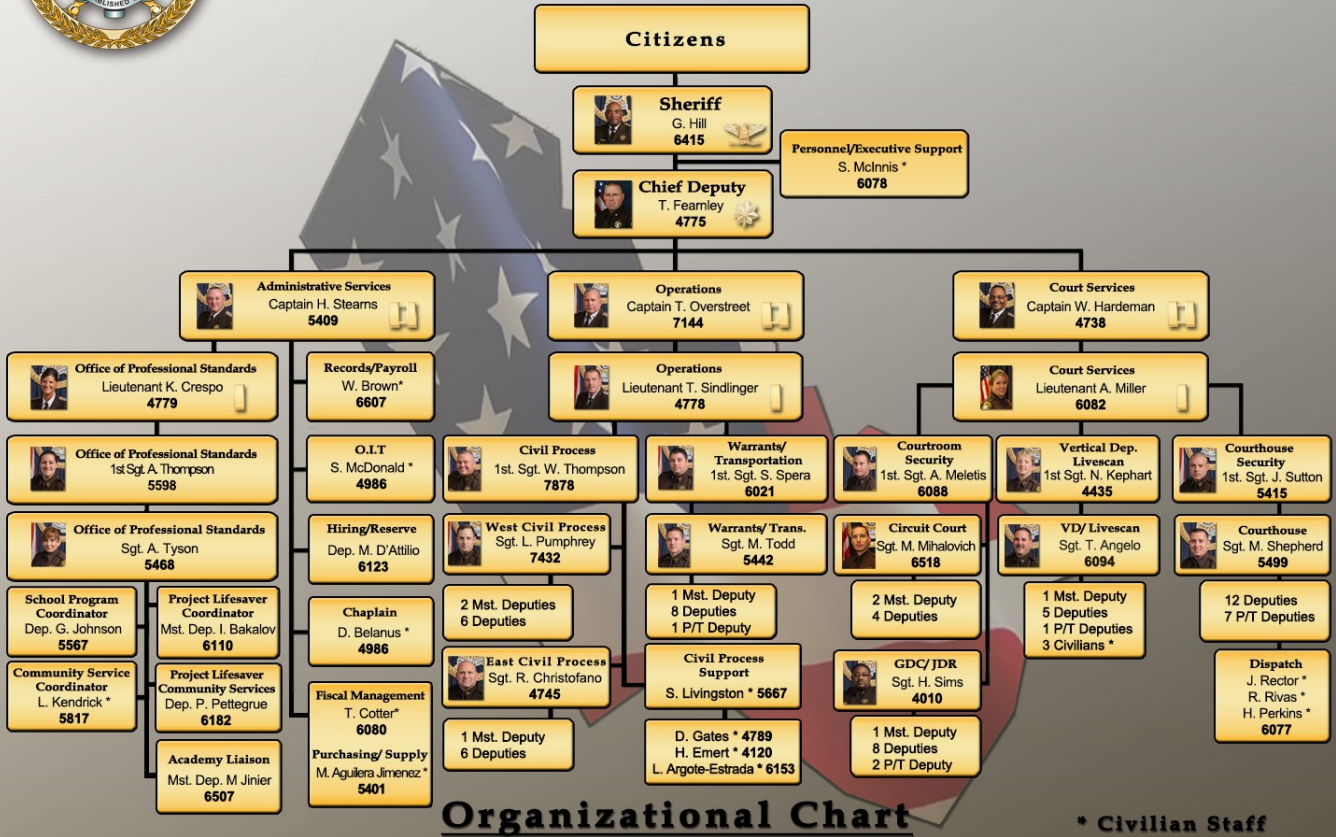 ABLISHED
Citizens
Sheriff
G. Hill
6415
Personnel/Executive Support
S. McInnis *
6078
Chief Deputy
T. Fearnley
4775
Administrative Services
Captain H. Stearns
5409
Operations
Captain T. Overstreet
7144
Court Services
Captain W. Hardeman
4738
Office of Professional Standards
Lieutenant K. Crespo
4779
Records/Payroll
W. Brown*
6607
Operations
Lieutenant T. Sindlinger
4778
Court Services
Lieutenant A. Miller
6082
Office of Professional Standards
1st Sgt. A. Thompson
5598
O.I.T
S. McDonald *
4986
Civil Process
1st. Sgt. W. Thompson
7878
Warrants/
Transportation
1st. Sgt. S. Spera
6021
Courtroom
Security
1st. Sgt. A. Meletis
6088
Vertical Dep.
Livescan
1st Sgt. N. Kephart
4435
Courthouse
Security
1st. Sgt. J. Sutton
5415
Office of Professional Standards
Sgt. A. Tyson
5468
Hiring/Reserve
Dep. M. D'Attilio
6123
West Civil Process
Sgt. L. Pumphrey
7432
Warrants/ Trans.
Sgt. M. Todd
5442
Circuit Court
Sgt. M. Mihalovich
6518
VD/ Livescan
Sgt. T. Angelo
6094
Courthouse
Sgt. M. Shepherd
5499
School Program
Coordinator
Dep. G. Johnson
5567
Project Lifesaver
Coordinator
Mst. Dep. I. Bakalov
6110
Chaplain
D. Belanus *
4986
2 Mst. Deputies
6 Deputies
1 Mst. Deputy
8 Deputies
1 P/T Deputy
2 Mst. Deputy
4 Deputies
1 Mst. Deputy
5 Deputies
1 P/T Deputies
3 Civilians *
12 Deputies
7 P/T Deputies
Community Service
Coordinator
L. Kendrick *
5817
Project Lifesaver
Community Services
Dep. P. Pettegrue
6182
Fiscal Management
T. Cotter*
6080
Purchasing/ Supply
M. Aguilera Jimenez *
5401
East Civil Process
Sgt. R. Christofano
4745
Civil Process
Support
S. Livingston * 5667
GDC/ JDR
Sgt. H. Sims
4010
Dispatch
J. Rector *
R. Rivas *
H. Perkins *
6077
Academy Liaison
Mst. Dep. M Jinier
6507
1 Mst. Deputy
6 Deputies
D. Gates * 4789
H. Emert * 4120
L. Argote-Estrada * 6153
1 Mst. Deputy
8 Deputies
2 P/T Deputy
Organizational Chart
* Civilian Staff